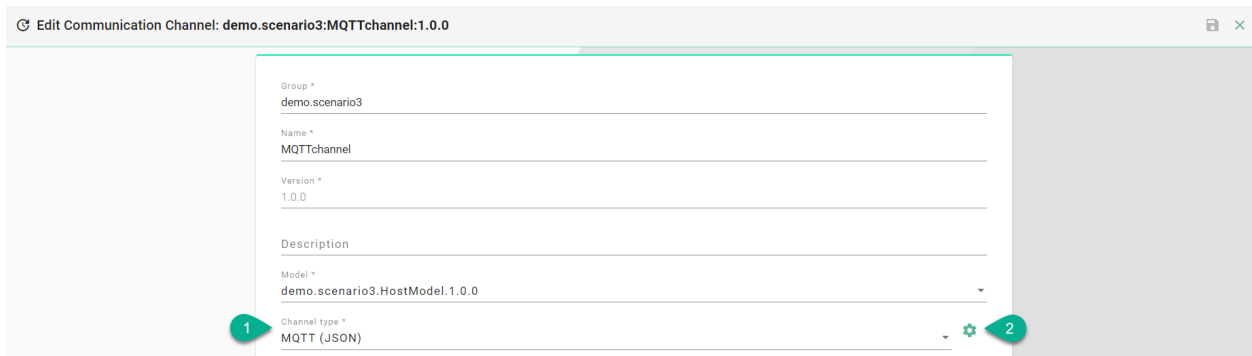 Edit Communication Channel: demo.scenario3:MQTTchannel:1.0.0
Group *
demo.scenario3
Name *
MQTTchannel
Version *
1.0.0
Description
Model *
demo.scenario3.HostModel.1.0.0
1
Channel type *
MQTT (JSON)
2